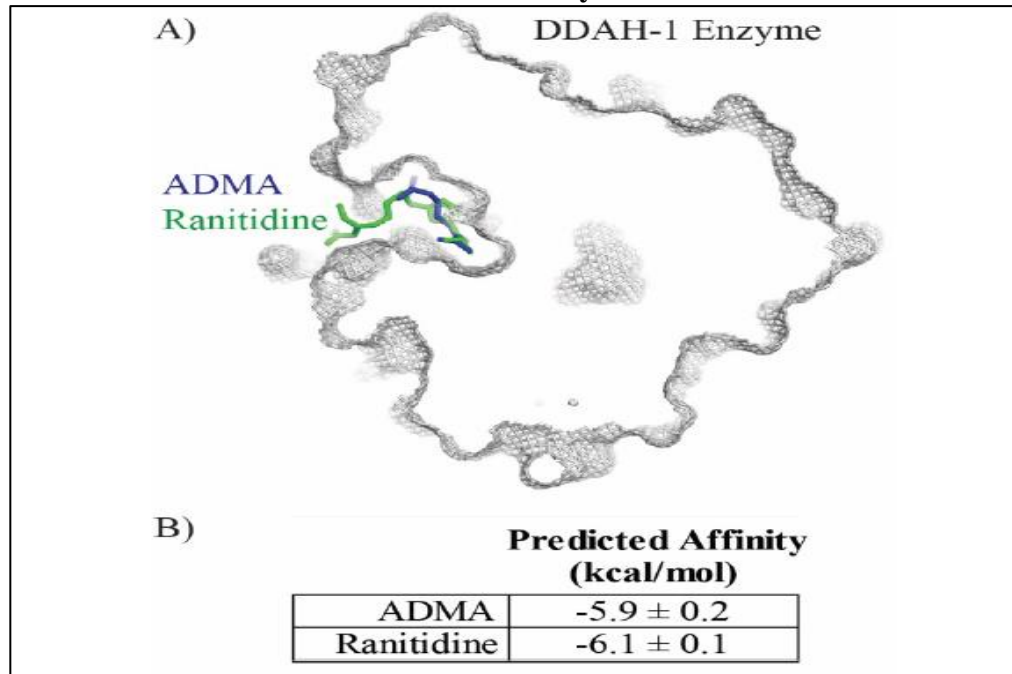 A)
DDAH-1 Enzyme
ADMA
Ranitidine
B)
Predicted Affinity
(kcal/mol)
ADMA -5.9 ± 0.2
Ranitidine -6.1 ± 0.1